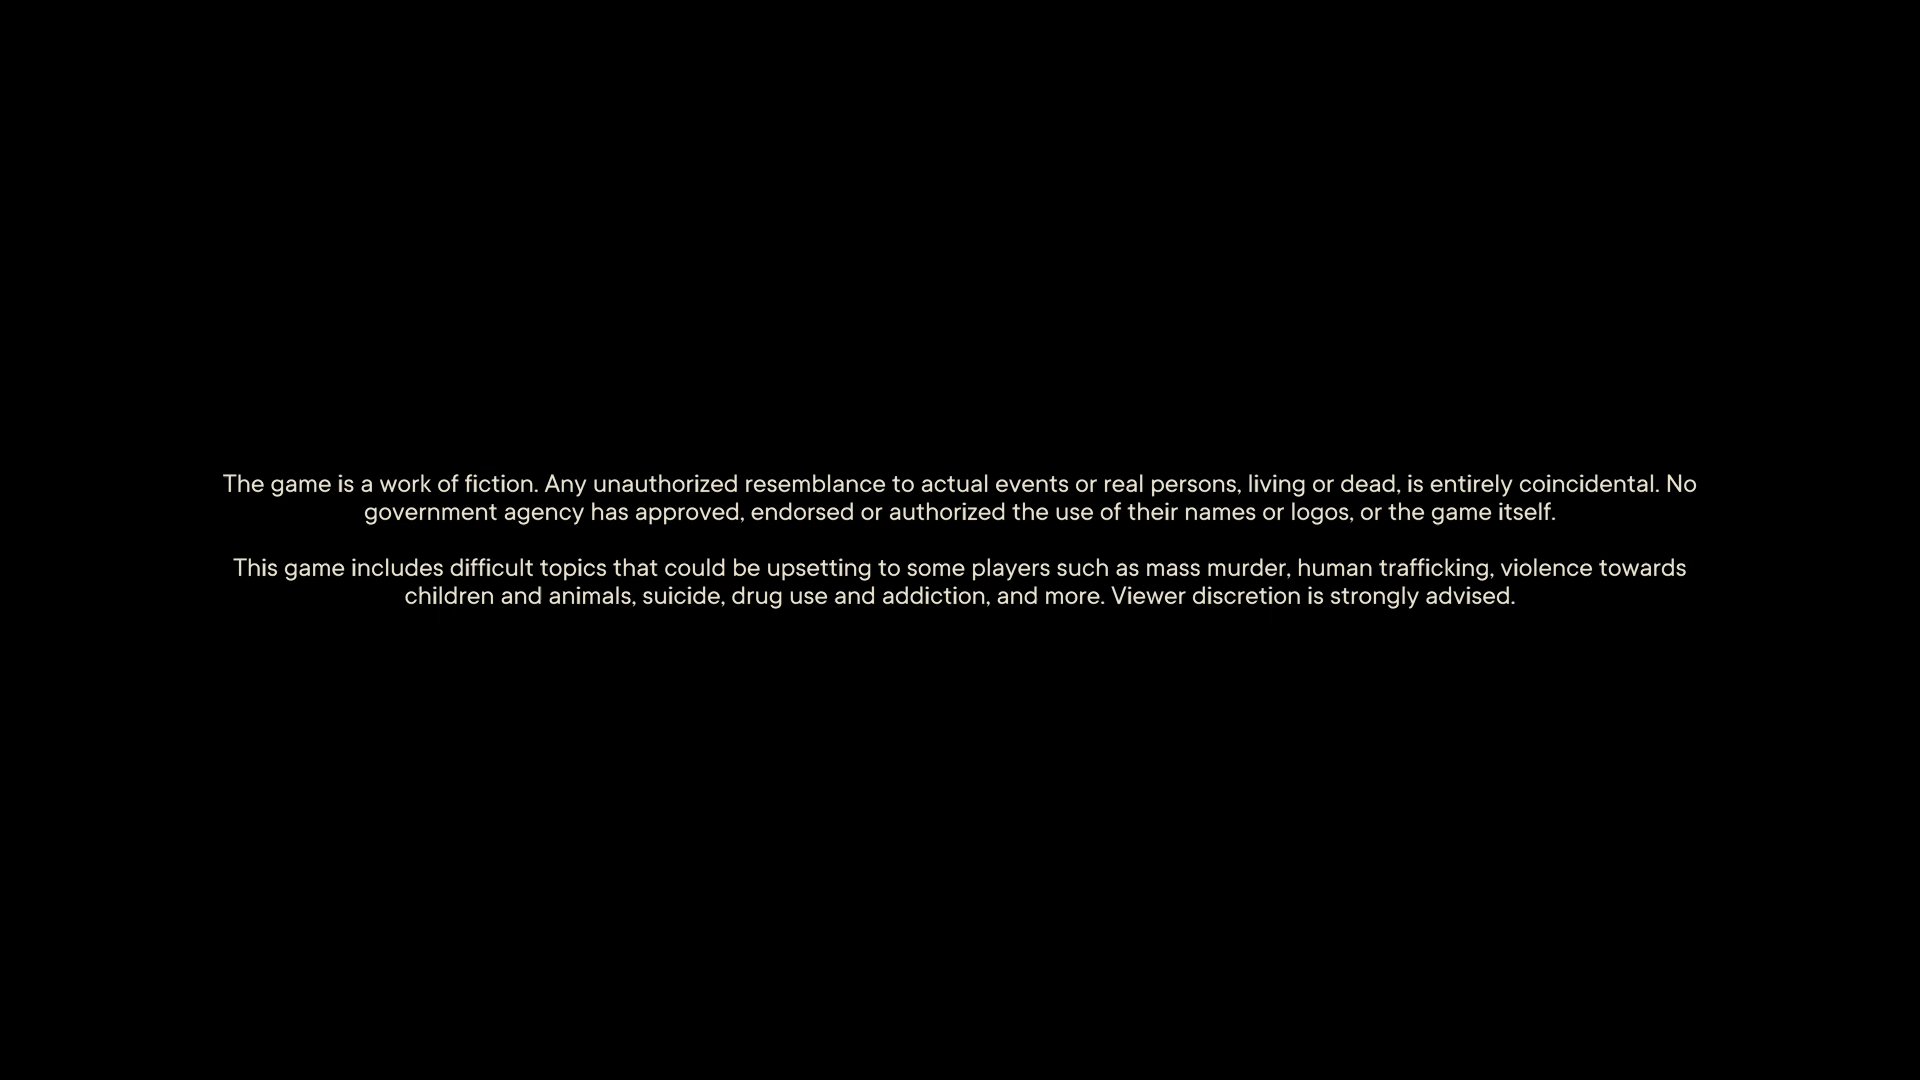 The game is a work of fiction. Any unauthorized resemblance to actual events or real persons, living or dead, is entirely coincidental. No
government agency has approved, endorsed or authorized the use of their names or logos, or the game itself.
This game includes difficult topics that could be upsetting to some players such as mass murder, human trafficking, violence towards
children and animals, suicide, drug use and addiction, and more. Viewer discretion is strongly advised.